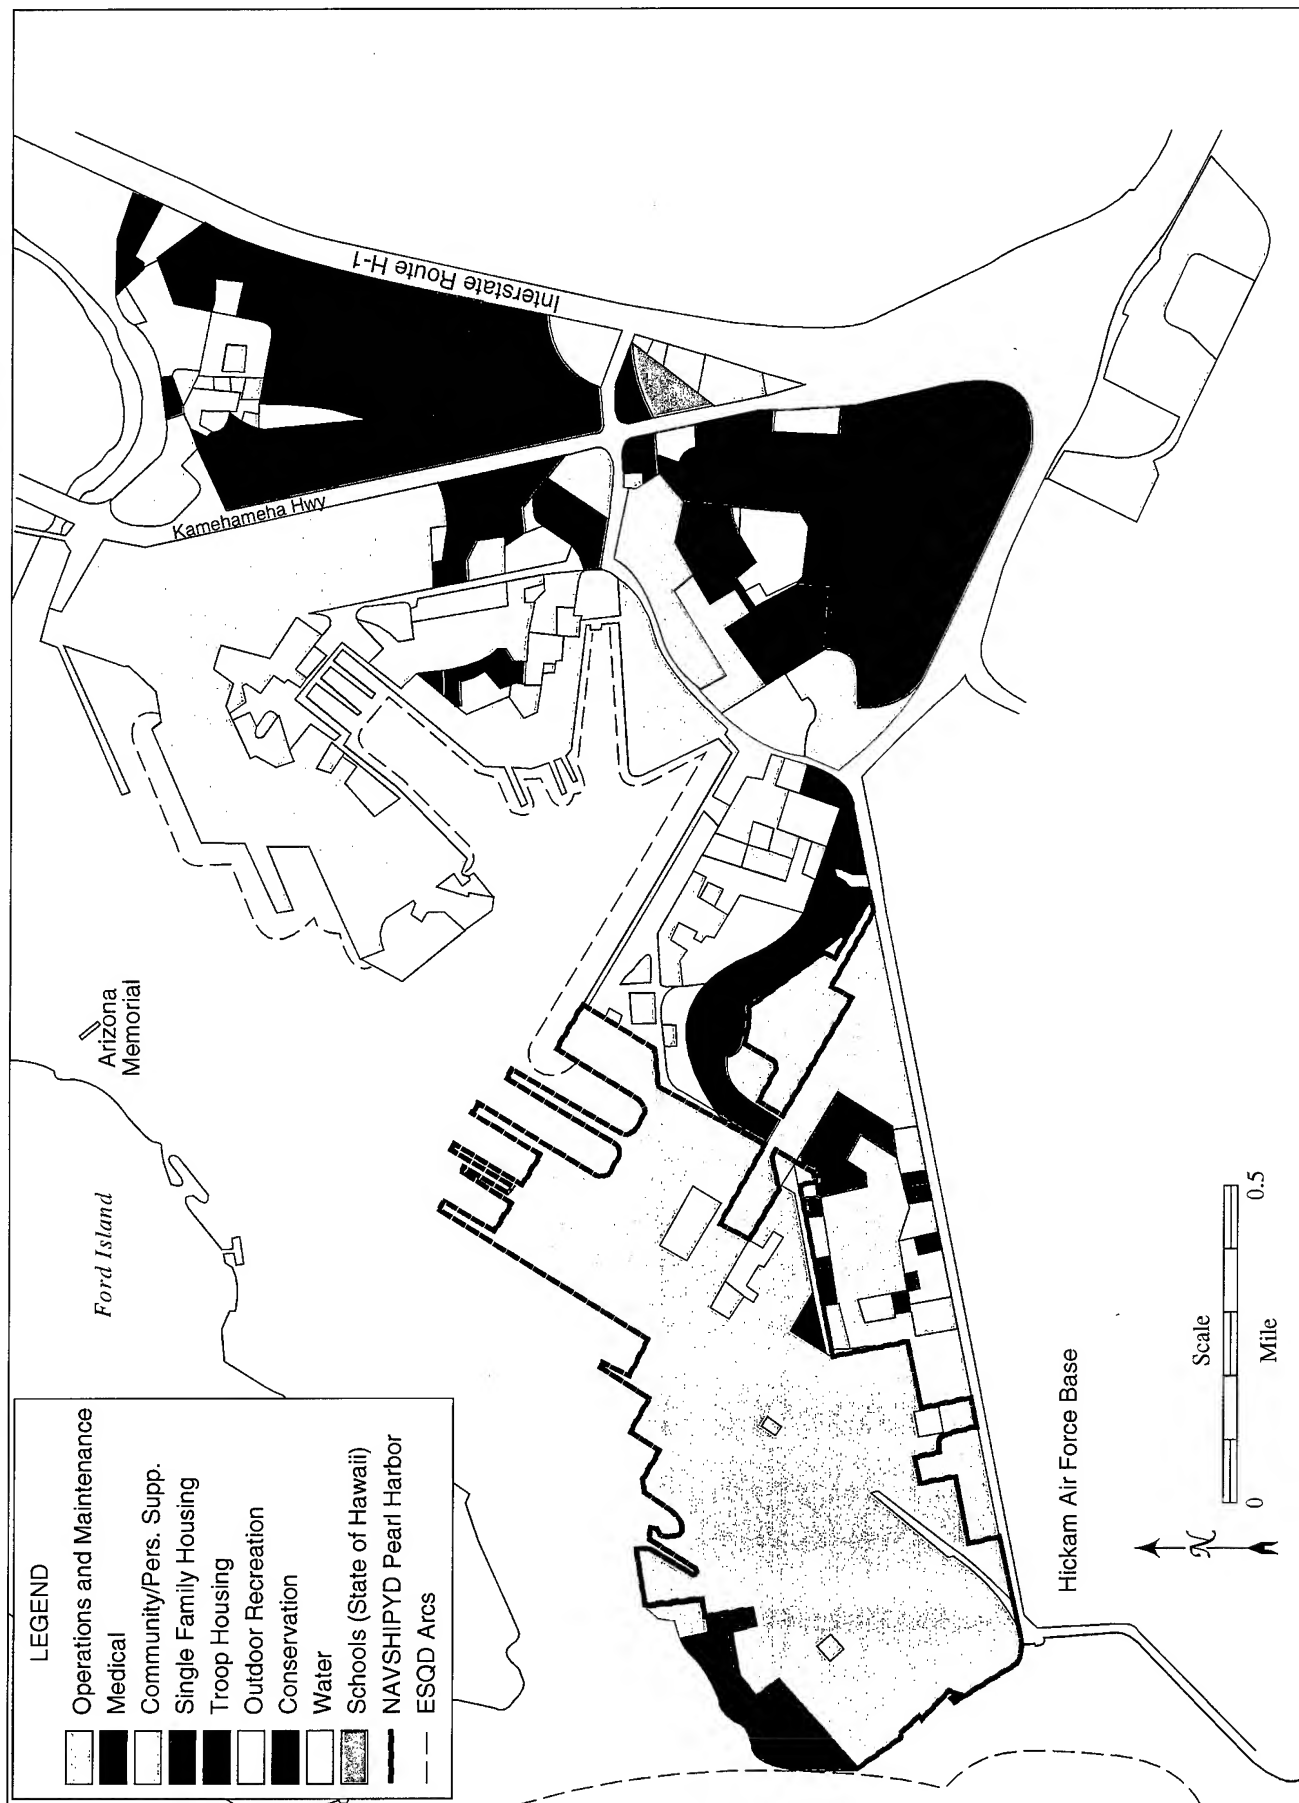 LEGEND
Operations and Maintenance
Medical
Community/Pers. Supp.
Single Family Housing
Troop Housing
Outdoor Recreation
Conservation
Water
Schools (State of Hawaii)
NAVSHIPYD Pearl Harbor
ESQD Arcs
Ford Island
Arizona
Memorial
Kamehameha Hwy
Interstate Route H-1
Hickam Air Force Base
N
Scale
0
0.5
Mile